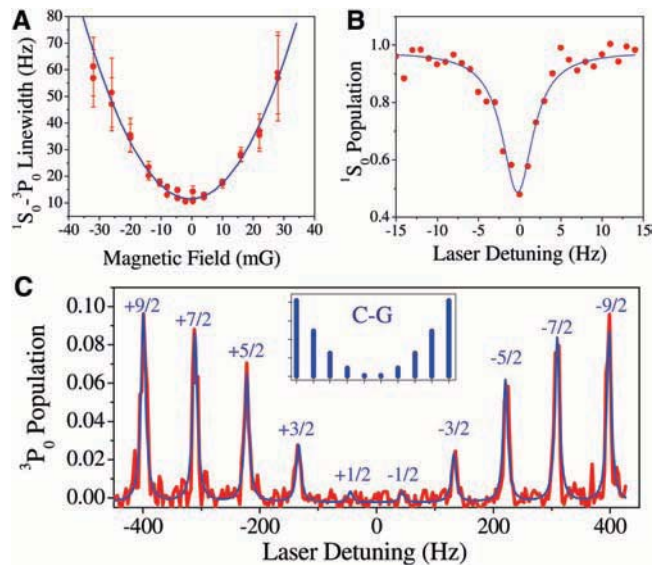 A
¹S₀-³P₀ Linewidth (Hz)
80
70
60
50
40
30
20
10
-40 -30 -20 -10 0 10 20 30 40
Magnetic Field (mG)
B
¹S₀ Population
1.0
0.8
0.6
0.4
-15 -10 -5 0 5 10 15
Laser Detuning (Hz)
C
³P₀ Population
0.10
0.08
0.06
0.04
0.02
0.00
+9/2
+7/2
+5/2
+3/2
+1/2
-1/2
-3/2
-5/2
-7/2
-9/2
C-G
-400 -200 0 200 400
Laser Detuning (Hz)